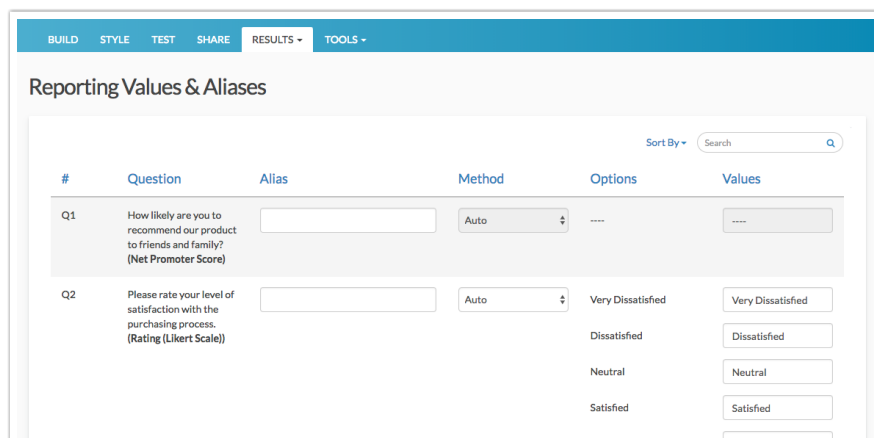 BUILD STYLE TEST SHARE RESULTS TOOLS
Reporting Values & Aliases
Sort By Search
# Question Alias Method Options Values
Q1 How likely are you to Auto ---- ----
recommend our product
to friends and family?
(Net Promoter Score)
Q2 Please rate your level of Auto Very Dissatisfied Very Dissatisfied
satisfaction with the
purchasing process.
(Rating (Likert Scale))
Dissatisfied Dissatisfied
Neutral Neutral
Satisfied Satisfied